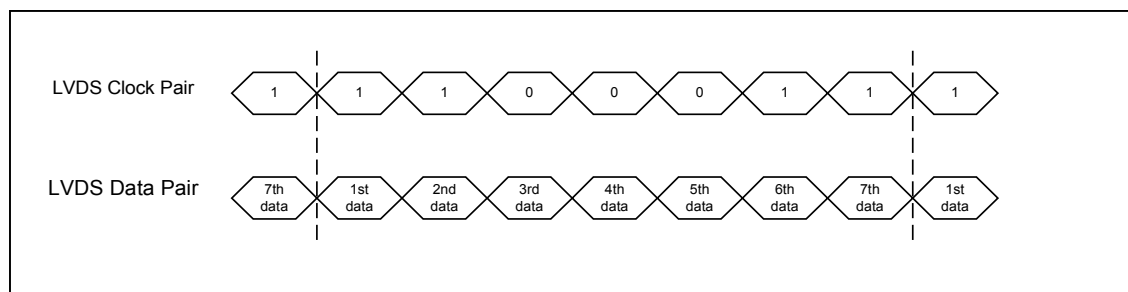 LVDS Clock Pair
1 1 1 0 0 0 1 1 1
LVDS Data Pair
7th 1st 2nd 3rd 4th 5th 6th 7th 1st
data data data data data data data data data